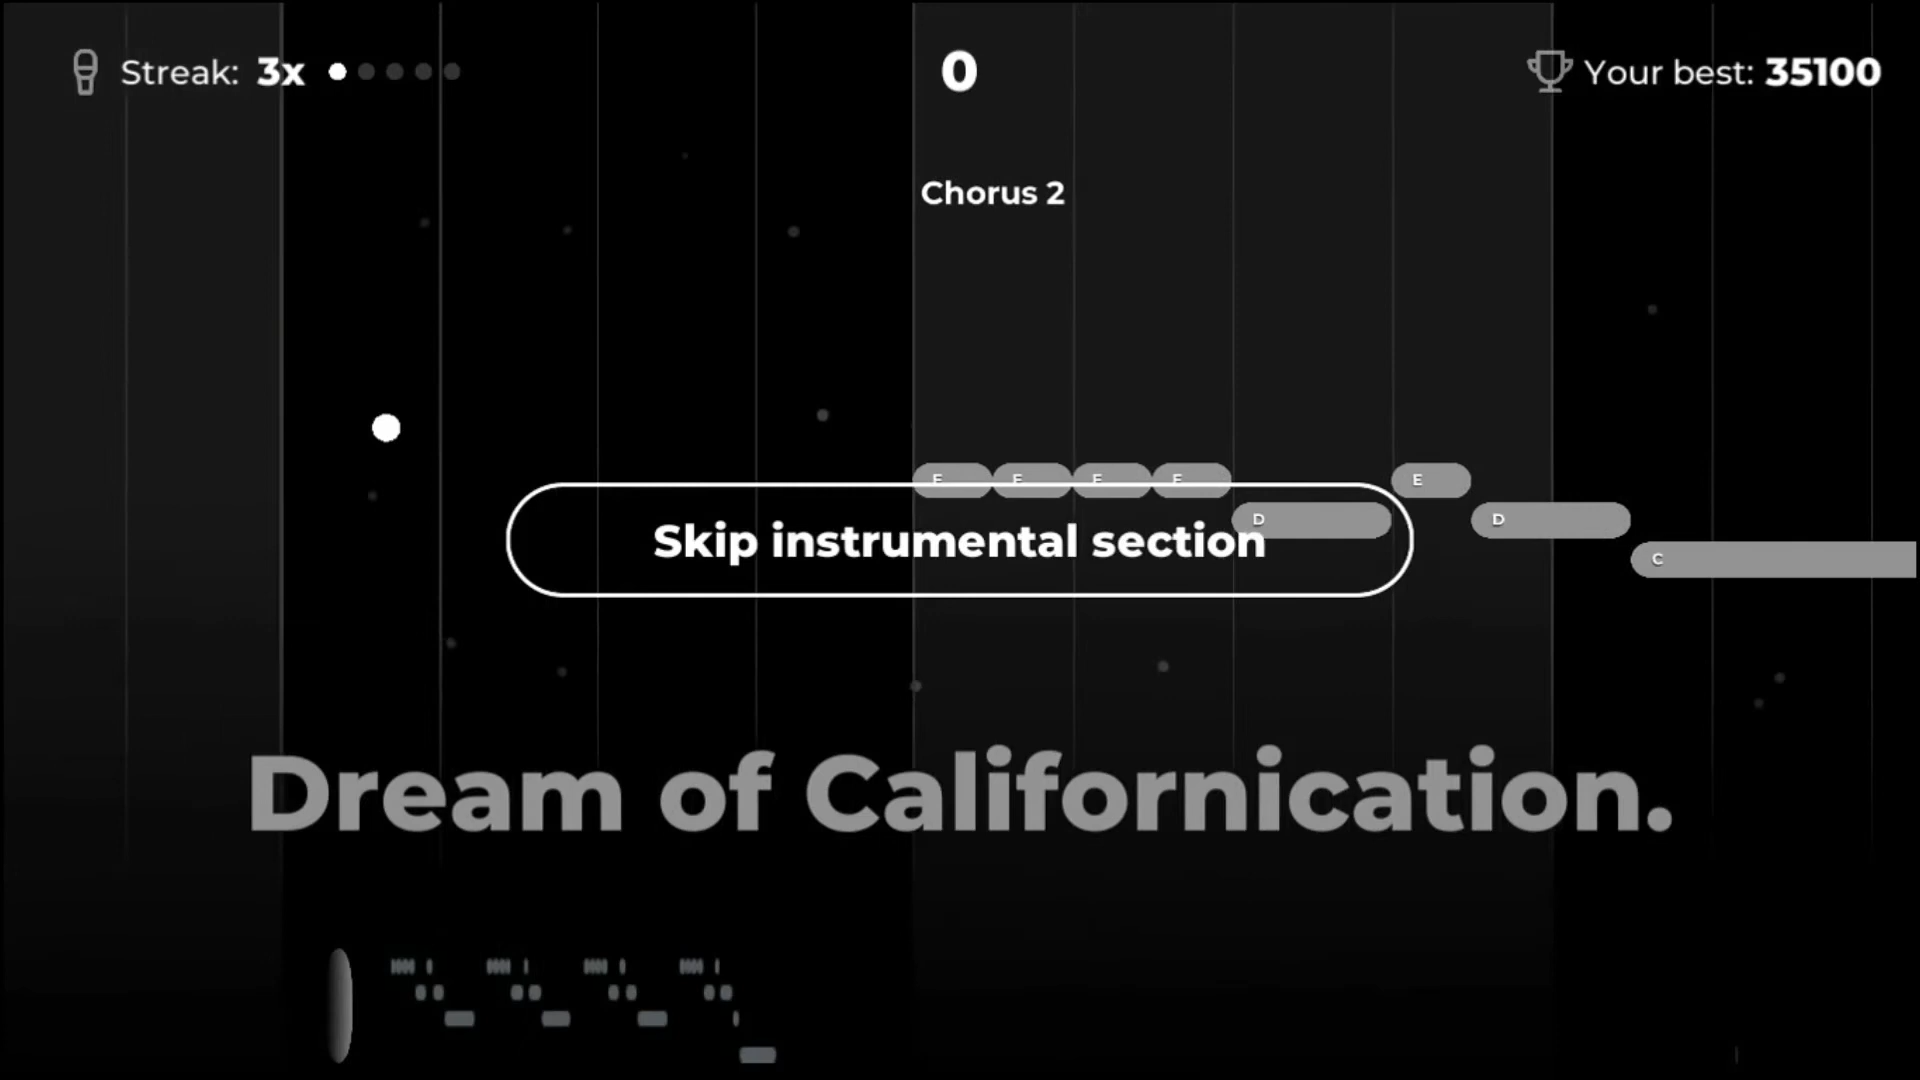 Streak: 3x
0
Your best: 35100
Chorus 2
E E E E E
D D
C
Skip instrumental section
Dream of Californication.